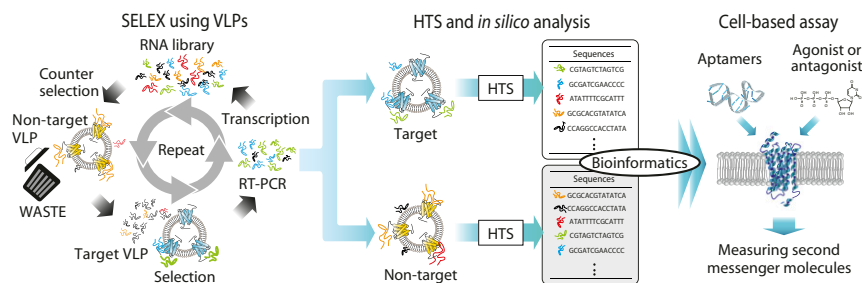 SELEX using VLPs
RNA library
Counter
selection
Non-target
VLP
Transcription
Repeat
RT-PCR
WASTE
Target VLP
Selection
HTS and in silico analysis
Target
HTS
Sequences
CGTAGTCTAGTCG
GCGATCGAACCCC
ATATTTTCGCATTT
GCGCACGTATATCA
CCAGGCCACCTATA
Bioinformatics
Non-target
HTS
Sequences
GCGCACGTATATCA
CCAGGCCACCTATA
ATATTTTCGCATTT
CGTAGTCTAGTCG
GCGATCGAACCCC
Cell-based assay
Aptamers
Agonist or
antagonist
Measuring second
messenger molecules